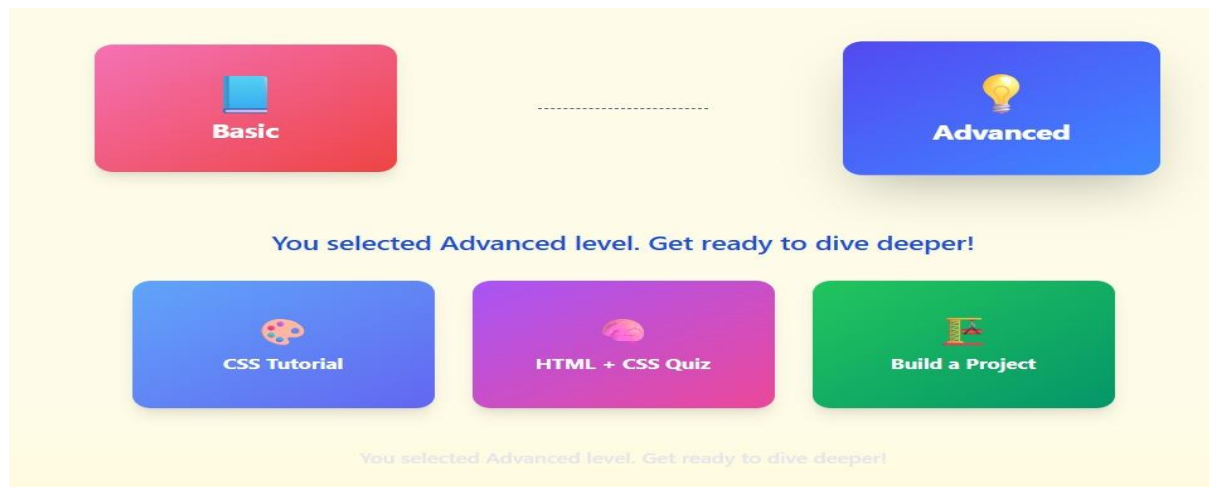 Basic
Advanced
You selected Advanced level. Get ready to dive deeper!
CSS Tutorial
HTML + CSS Quiz
Build a Project
You selected Advanced level. Get ready to dive deeper!